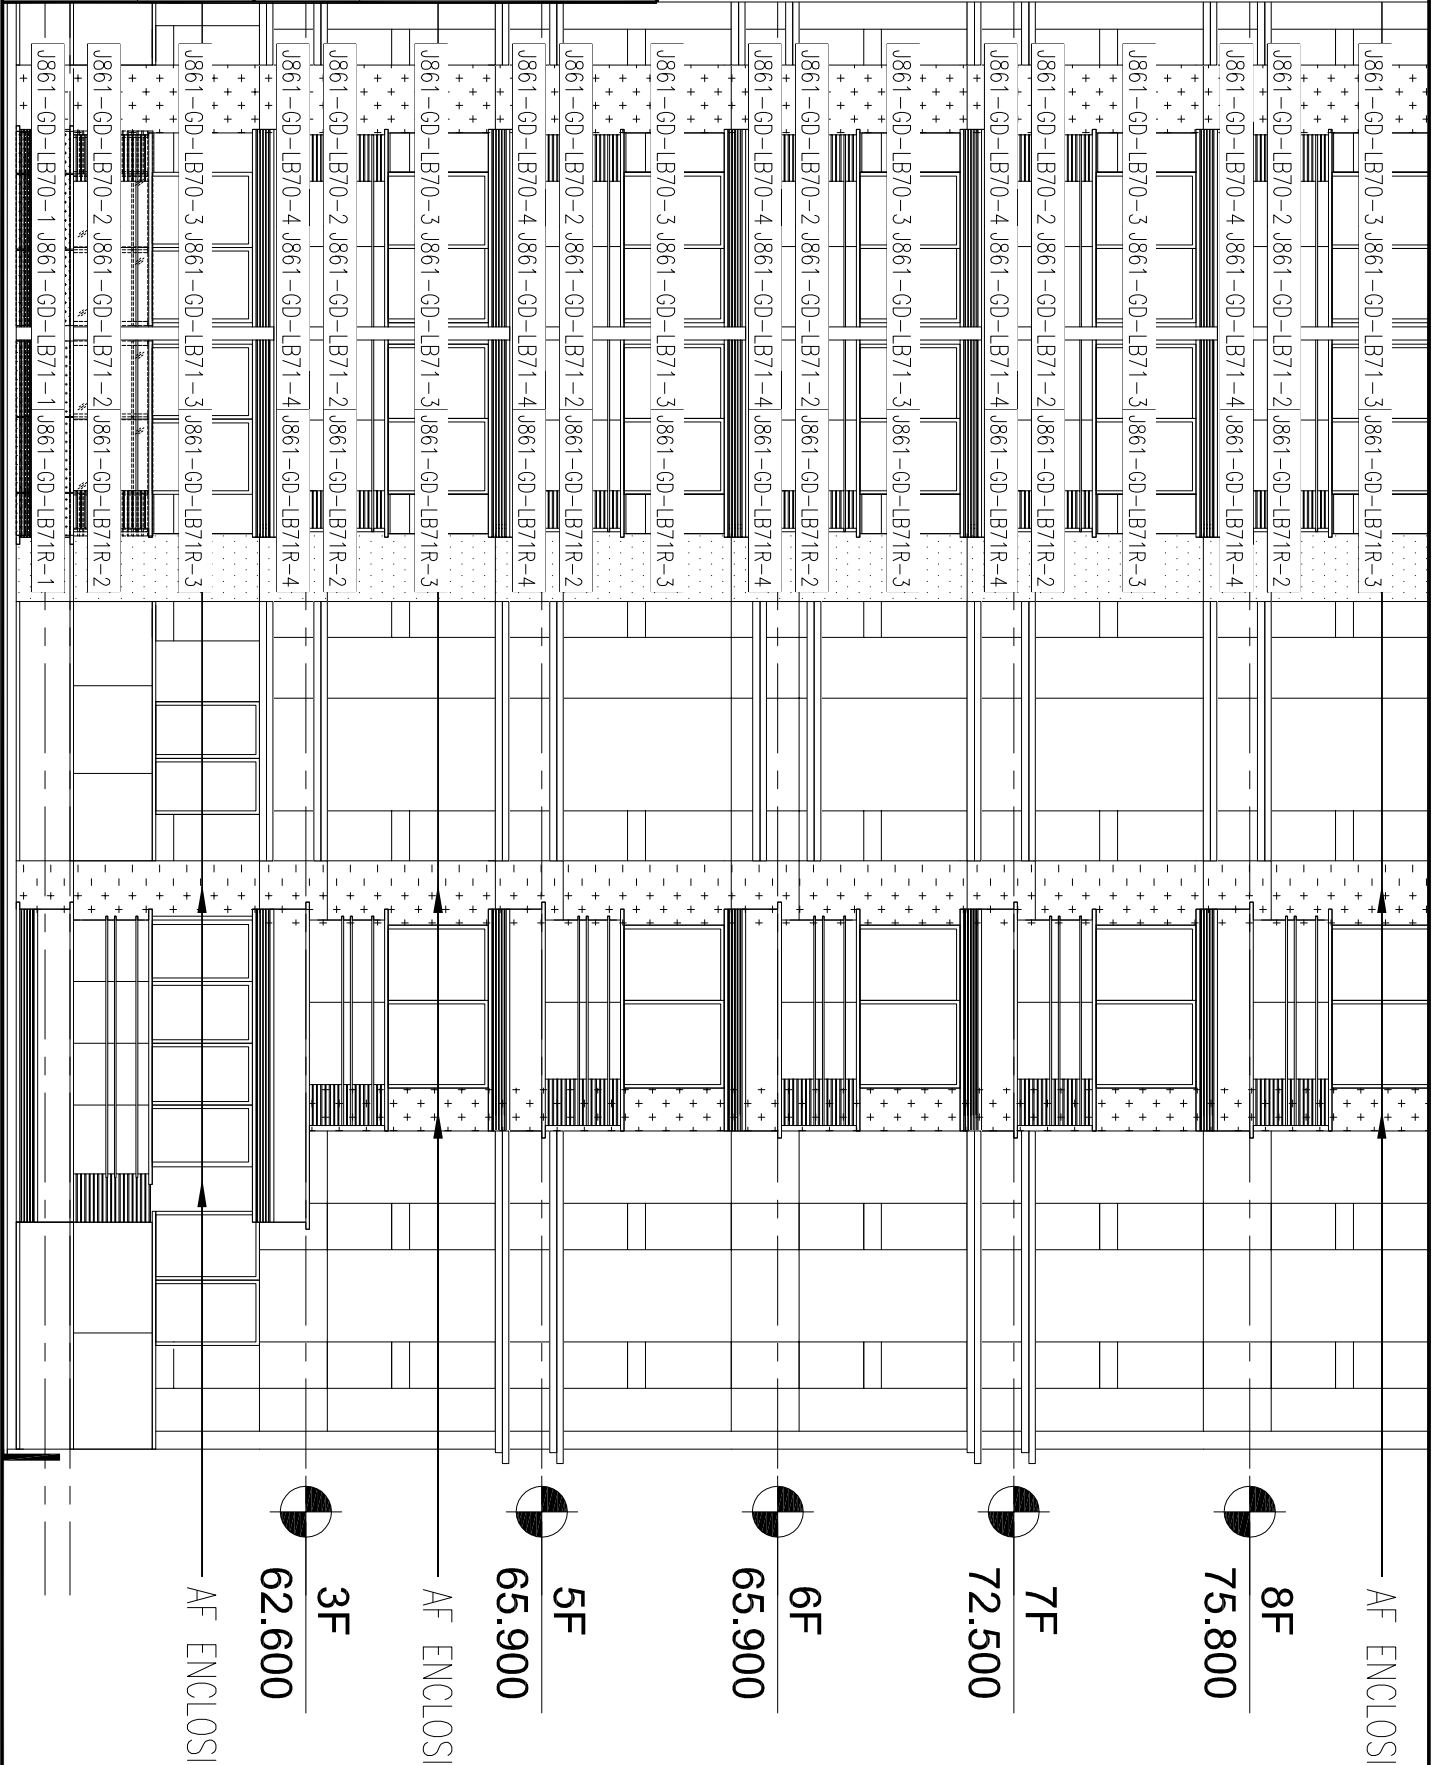 J861-GD-LB70-3 J861-GD-LB71-3 J861-GD-LB71R-3 AF ENCLOSI
J861-GD-LB70-2 J861-GD-LB71-2 J861-GD-LB71R-2 8F
J861-GD-LB70-4 J861-GD-LB71-4 J861-GD-LB71R-4 75.800
J861-GD-LB70-3 J861-GD-LB71-3 J861-GD-LB71R-3
J861-GD-LB70-2 J861-GD-LB71-2 J861-GD-LB71R-2 7F
J861-GD-LB70-4 J861-GD-LB71-4 J861-GD-LB71R-4 72.500
J861-GD-LB70-3 J861-GD-LB71-3 J861-GD-LB71R-3
J861-GD-LB70-2 J861-GD-LB71-2 J861-GD-LB71R-2 6F
J861-GD-LB70-4 J861-GD-LB71-4 J861-GD-LB71R-4 65.900
J861-GD-LB70-3 J861-GD-LB71-3 J861-GD-LB71R-3
J861-GD-LB70-2 J861-GD-LB71-2 J861-GD-LB71R-2 5F
J861-GD-LB70-4 J861-GD-LB71-4 J861-GD-LB71R-4 65.900
J861-GD-LB70-3 J861-GD-LB71-3 J861-GD-LB71R-3 AF ENCLOSI
J861-GD-LB70-2 J861-GD-LB71-2 J861-GD-LB71R-2 3F
J861-GD-LB70-4 J861-GD-LB71-4 J861-GD-LB71R-4 62.600
J861-GD-LB70-3 J861-GD-LB71-3 J861-GD-LB71R-3 AF ENCLOSI
J861-GD-LB70-2 J861-GD-LB71-2 J861-GD-LB71R-2
J861-GD-LB70-1 J861-GD-LB71-1 J861-GD-LB71R-1